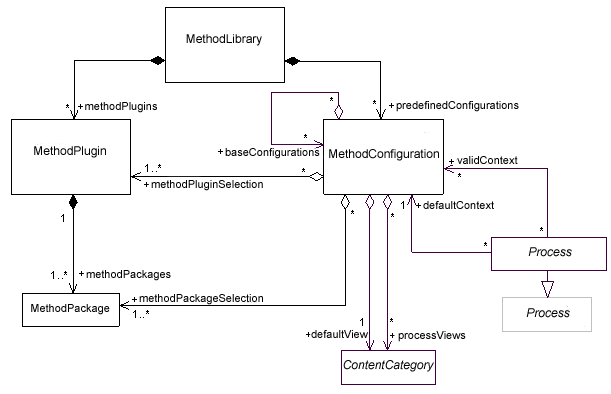 MethodLibrary
*
+methodPlugins
*
+predefinedConfigurations
*
*
+baseConfigurations
MethodPlugin
MethodConfiguration
+validContext
*
1..*
*
+methodPluginSelection
1
*
*
+defaultContext
1
*
*
Process
1..*
+methodPackages
+methodPackageSelection
1..*
MethodPackage
Process
1
*
+defaultView
+processViews
ContentCategory